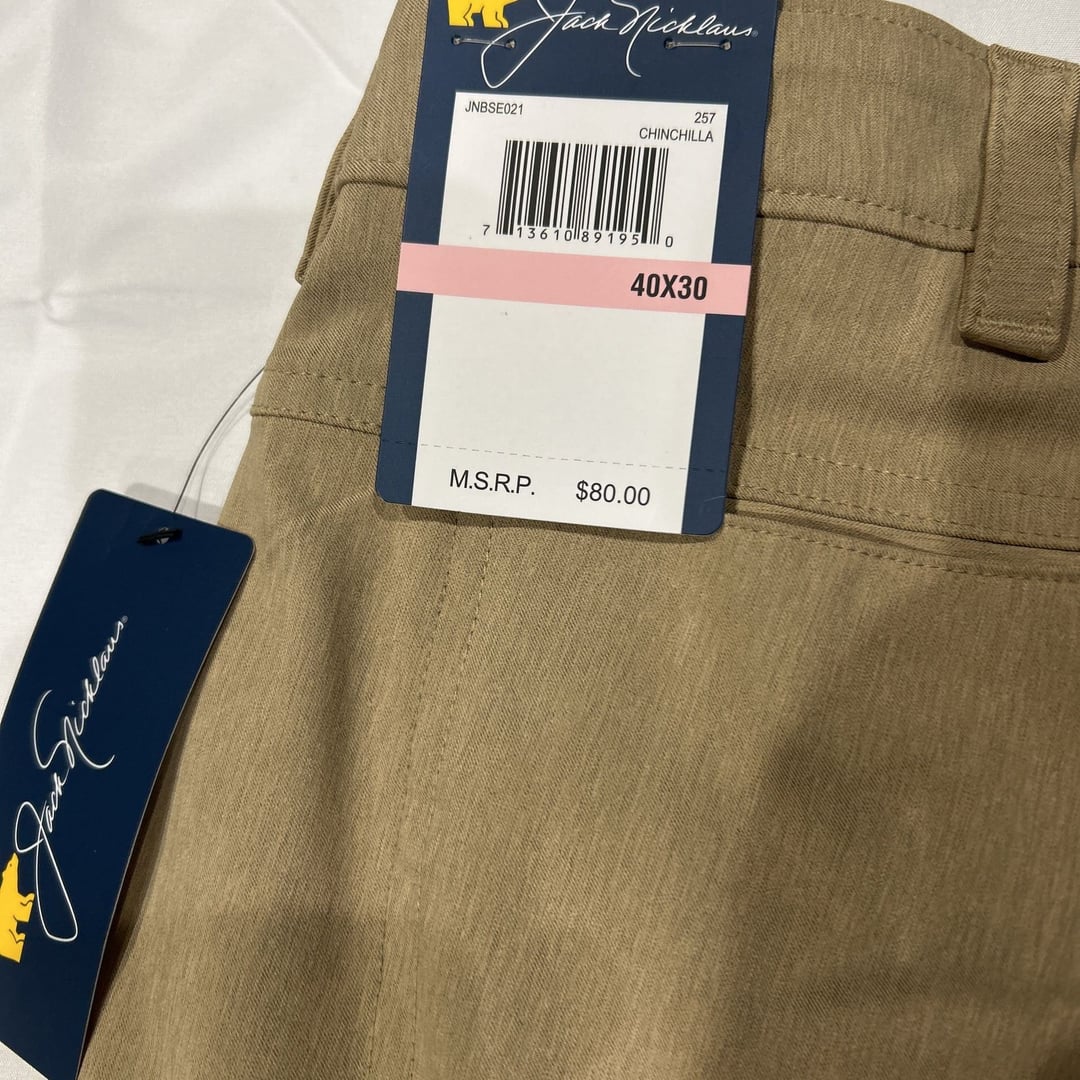 Jack Nicklaus®
JNBSE021
257
CHINCHILLA
7 13610 89195 0
40X30
M.S.R.P. $80.00
Jack Nicklaus®